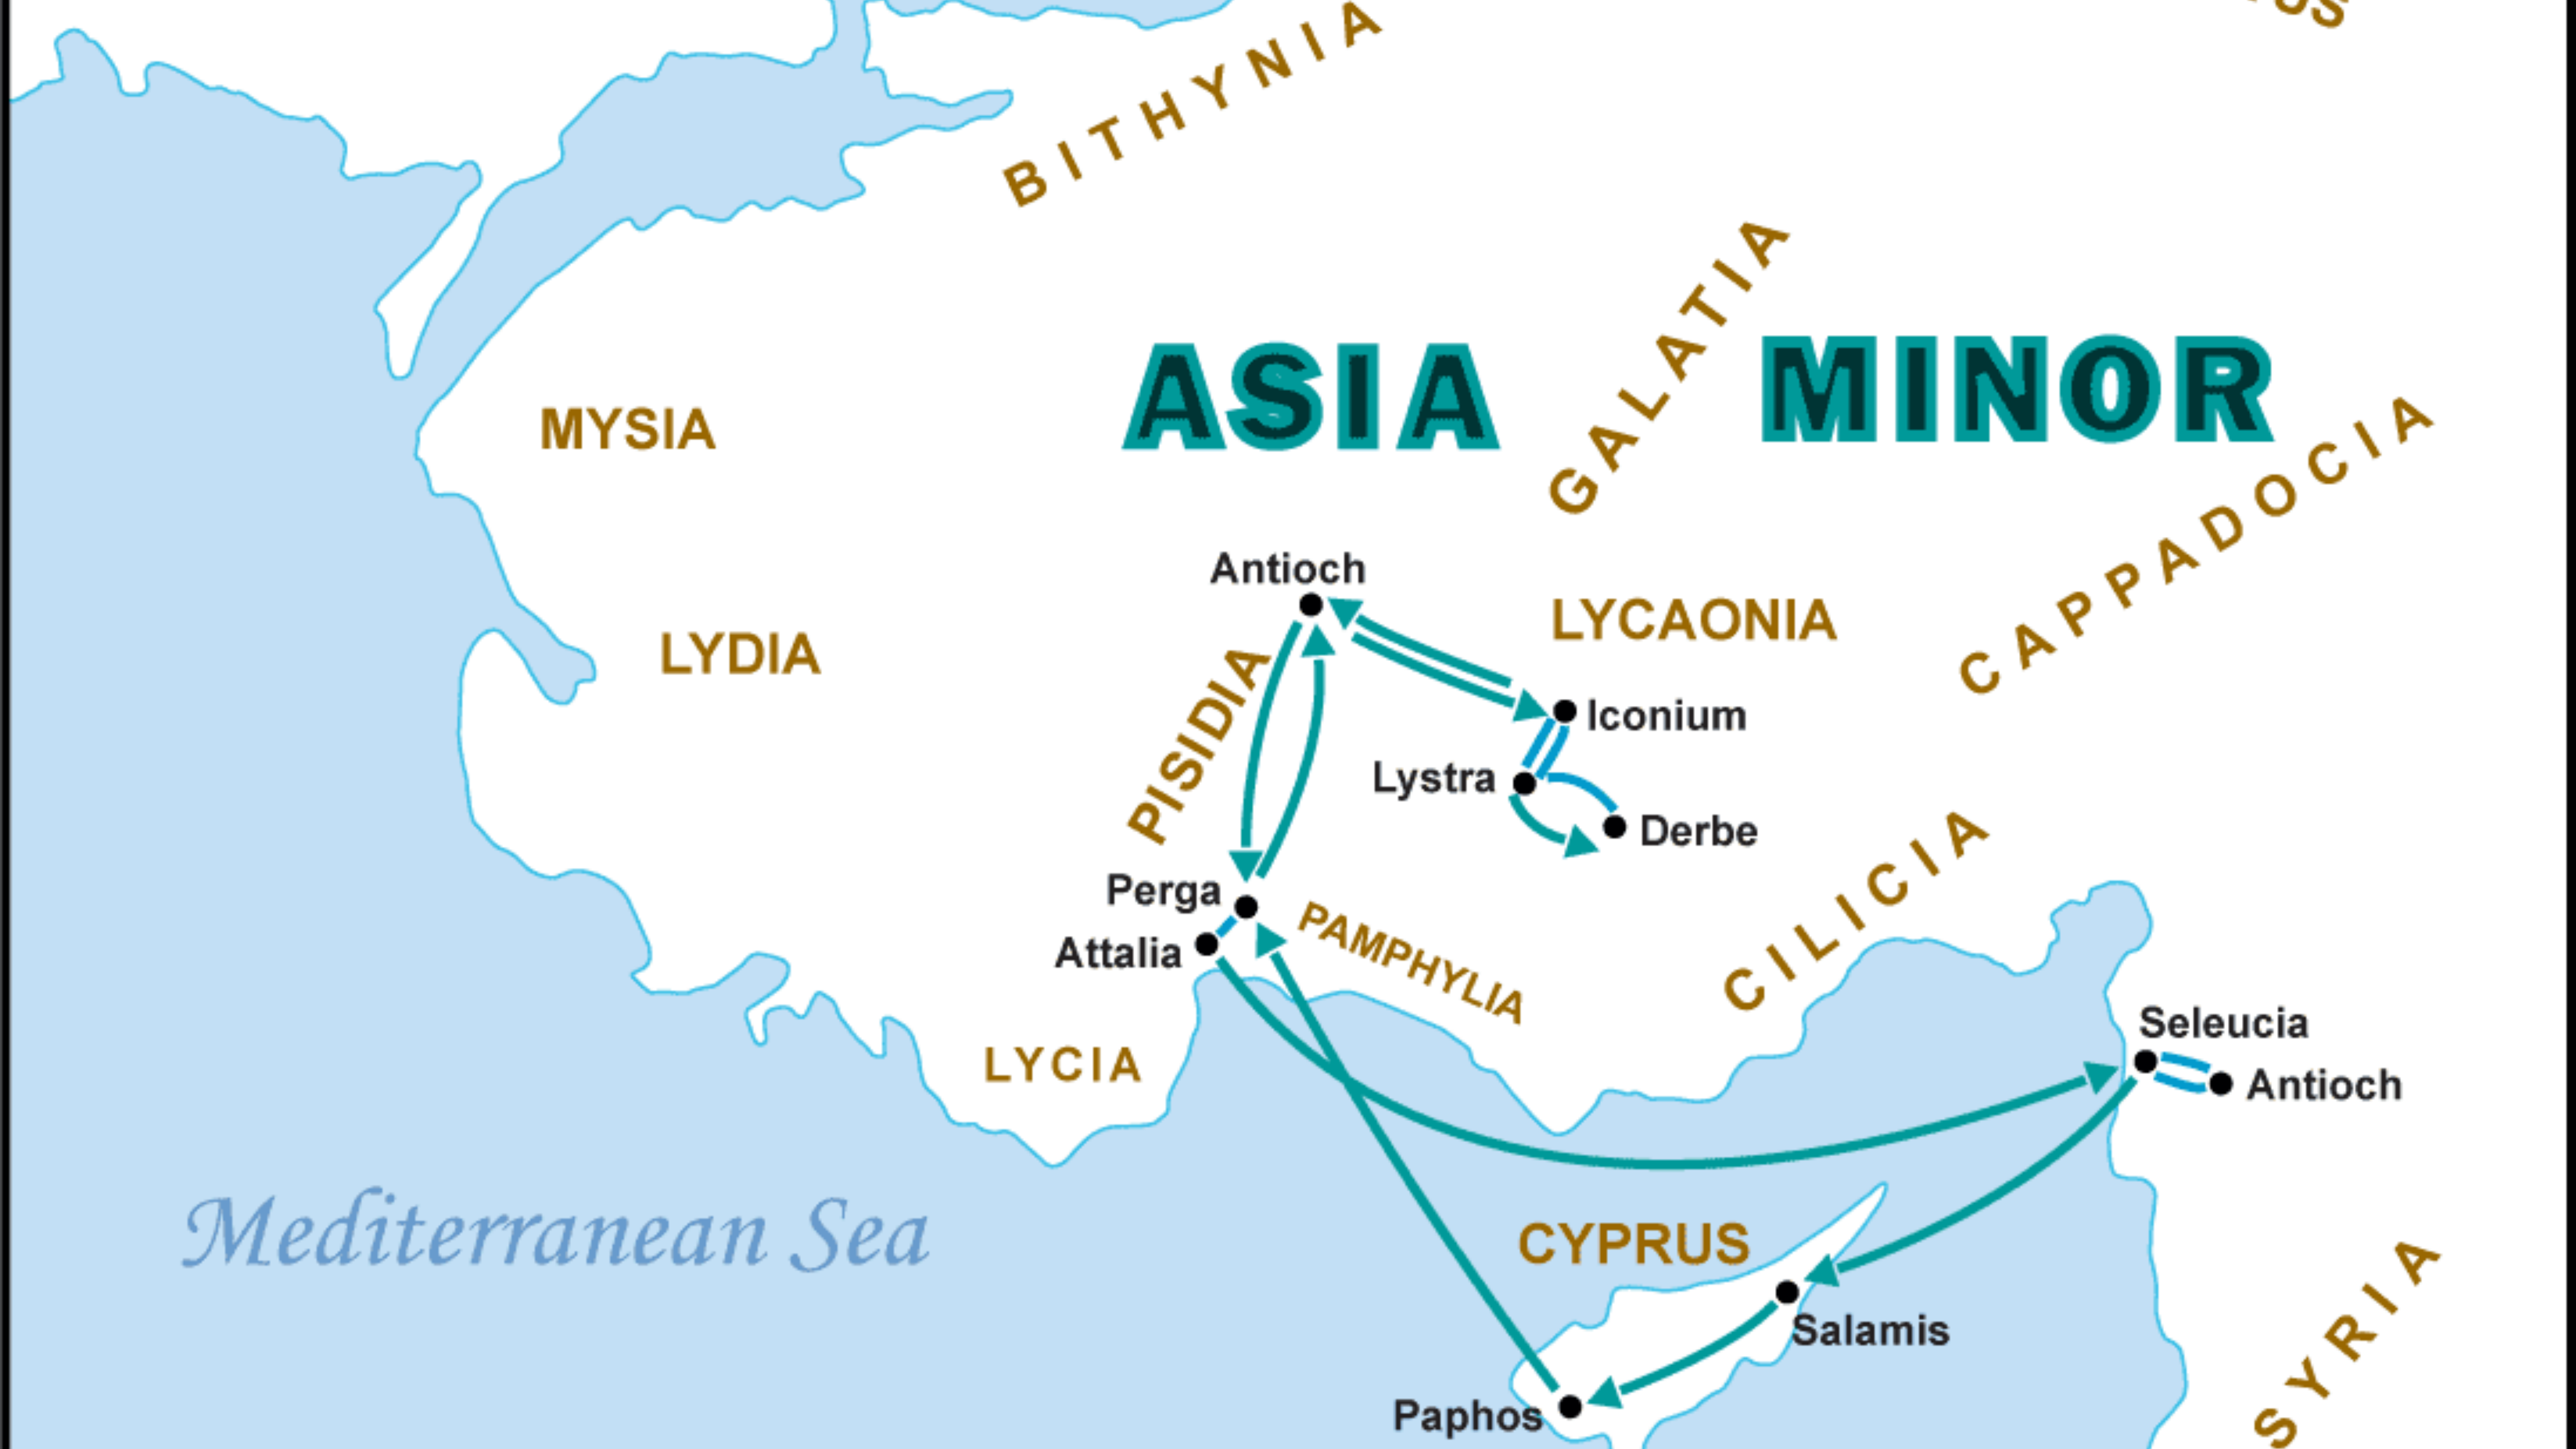 BITHYNIA
GALATIA
ASIA MINOR
MYSIA
CAPPADOCIA
Antioch
LYCAONIA
LYDIA
PISIDIA
Iconium
Lystra
Derbe
CILICIA
Perga
PAMPHYLIA
Attalia
Seleucia
LYCIA
Antioch
Mediterranean Sea
CYPRUS
SYRIA
Salamis
Paphos